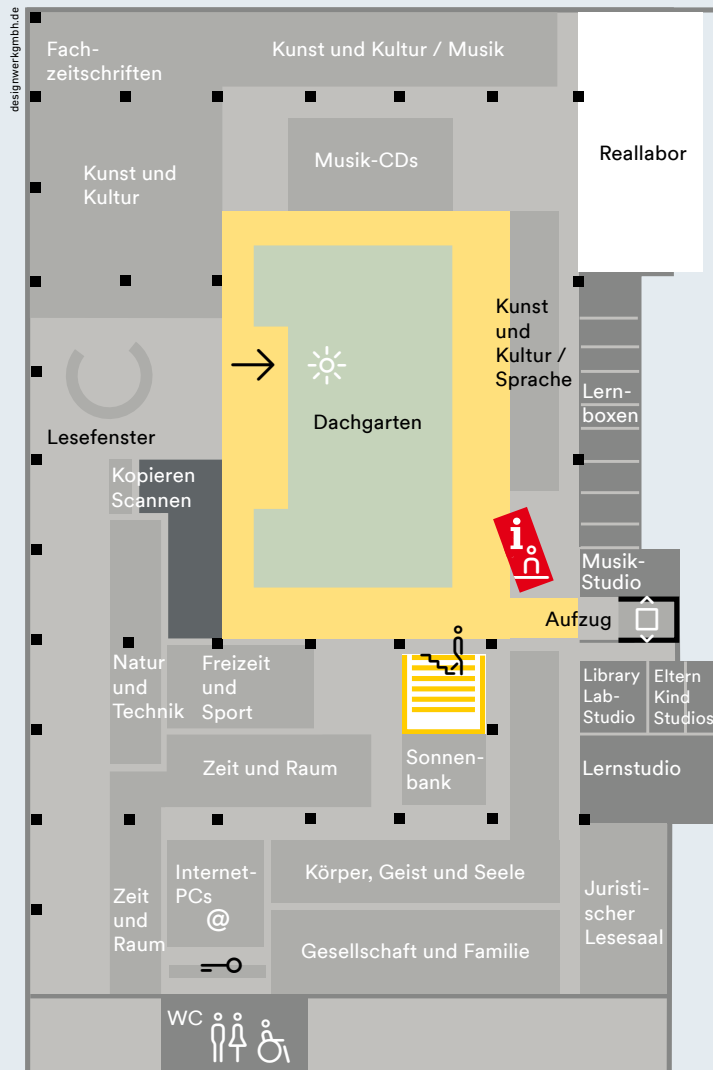 designwerkgmbh.de
Fach-
zeitschriften
Kunst und Kultur / Musik
Kunst und
Kultur
Musik-CDs
Reallabor
Kunst
und
Kultur /
Sprache
Lern-
boxen
Dachgarten
Lesefenster
Kopieren
Scannen
i
Musik-
Studio
Aufzug
Natur
und
Technik
Freizeit
und
Sport
Library
Lab-
Studio
Eltern
Kind
Studios
Sonnen-
bank
Zeit und Raum
Lernstudio
Internet-
PCs
@
Körper, Geist und Seele
Zeit
und
Raum
Juristi-
scher
Lesesaal
Gesellschaft und Familie
WC